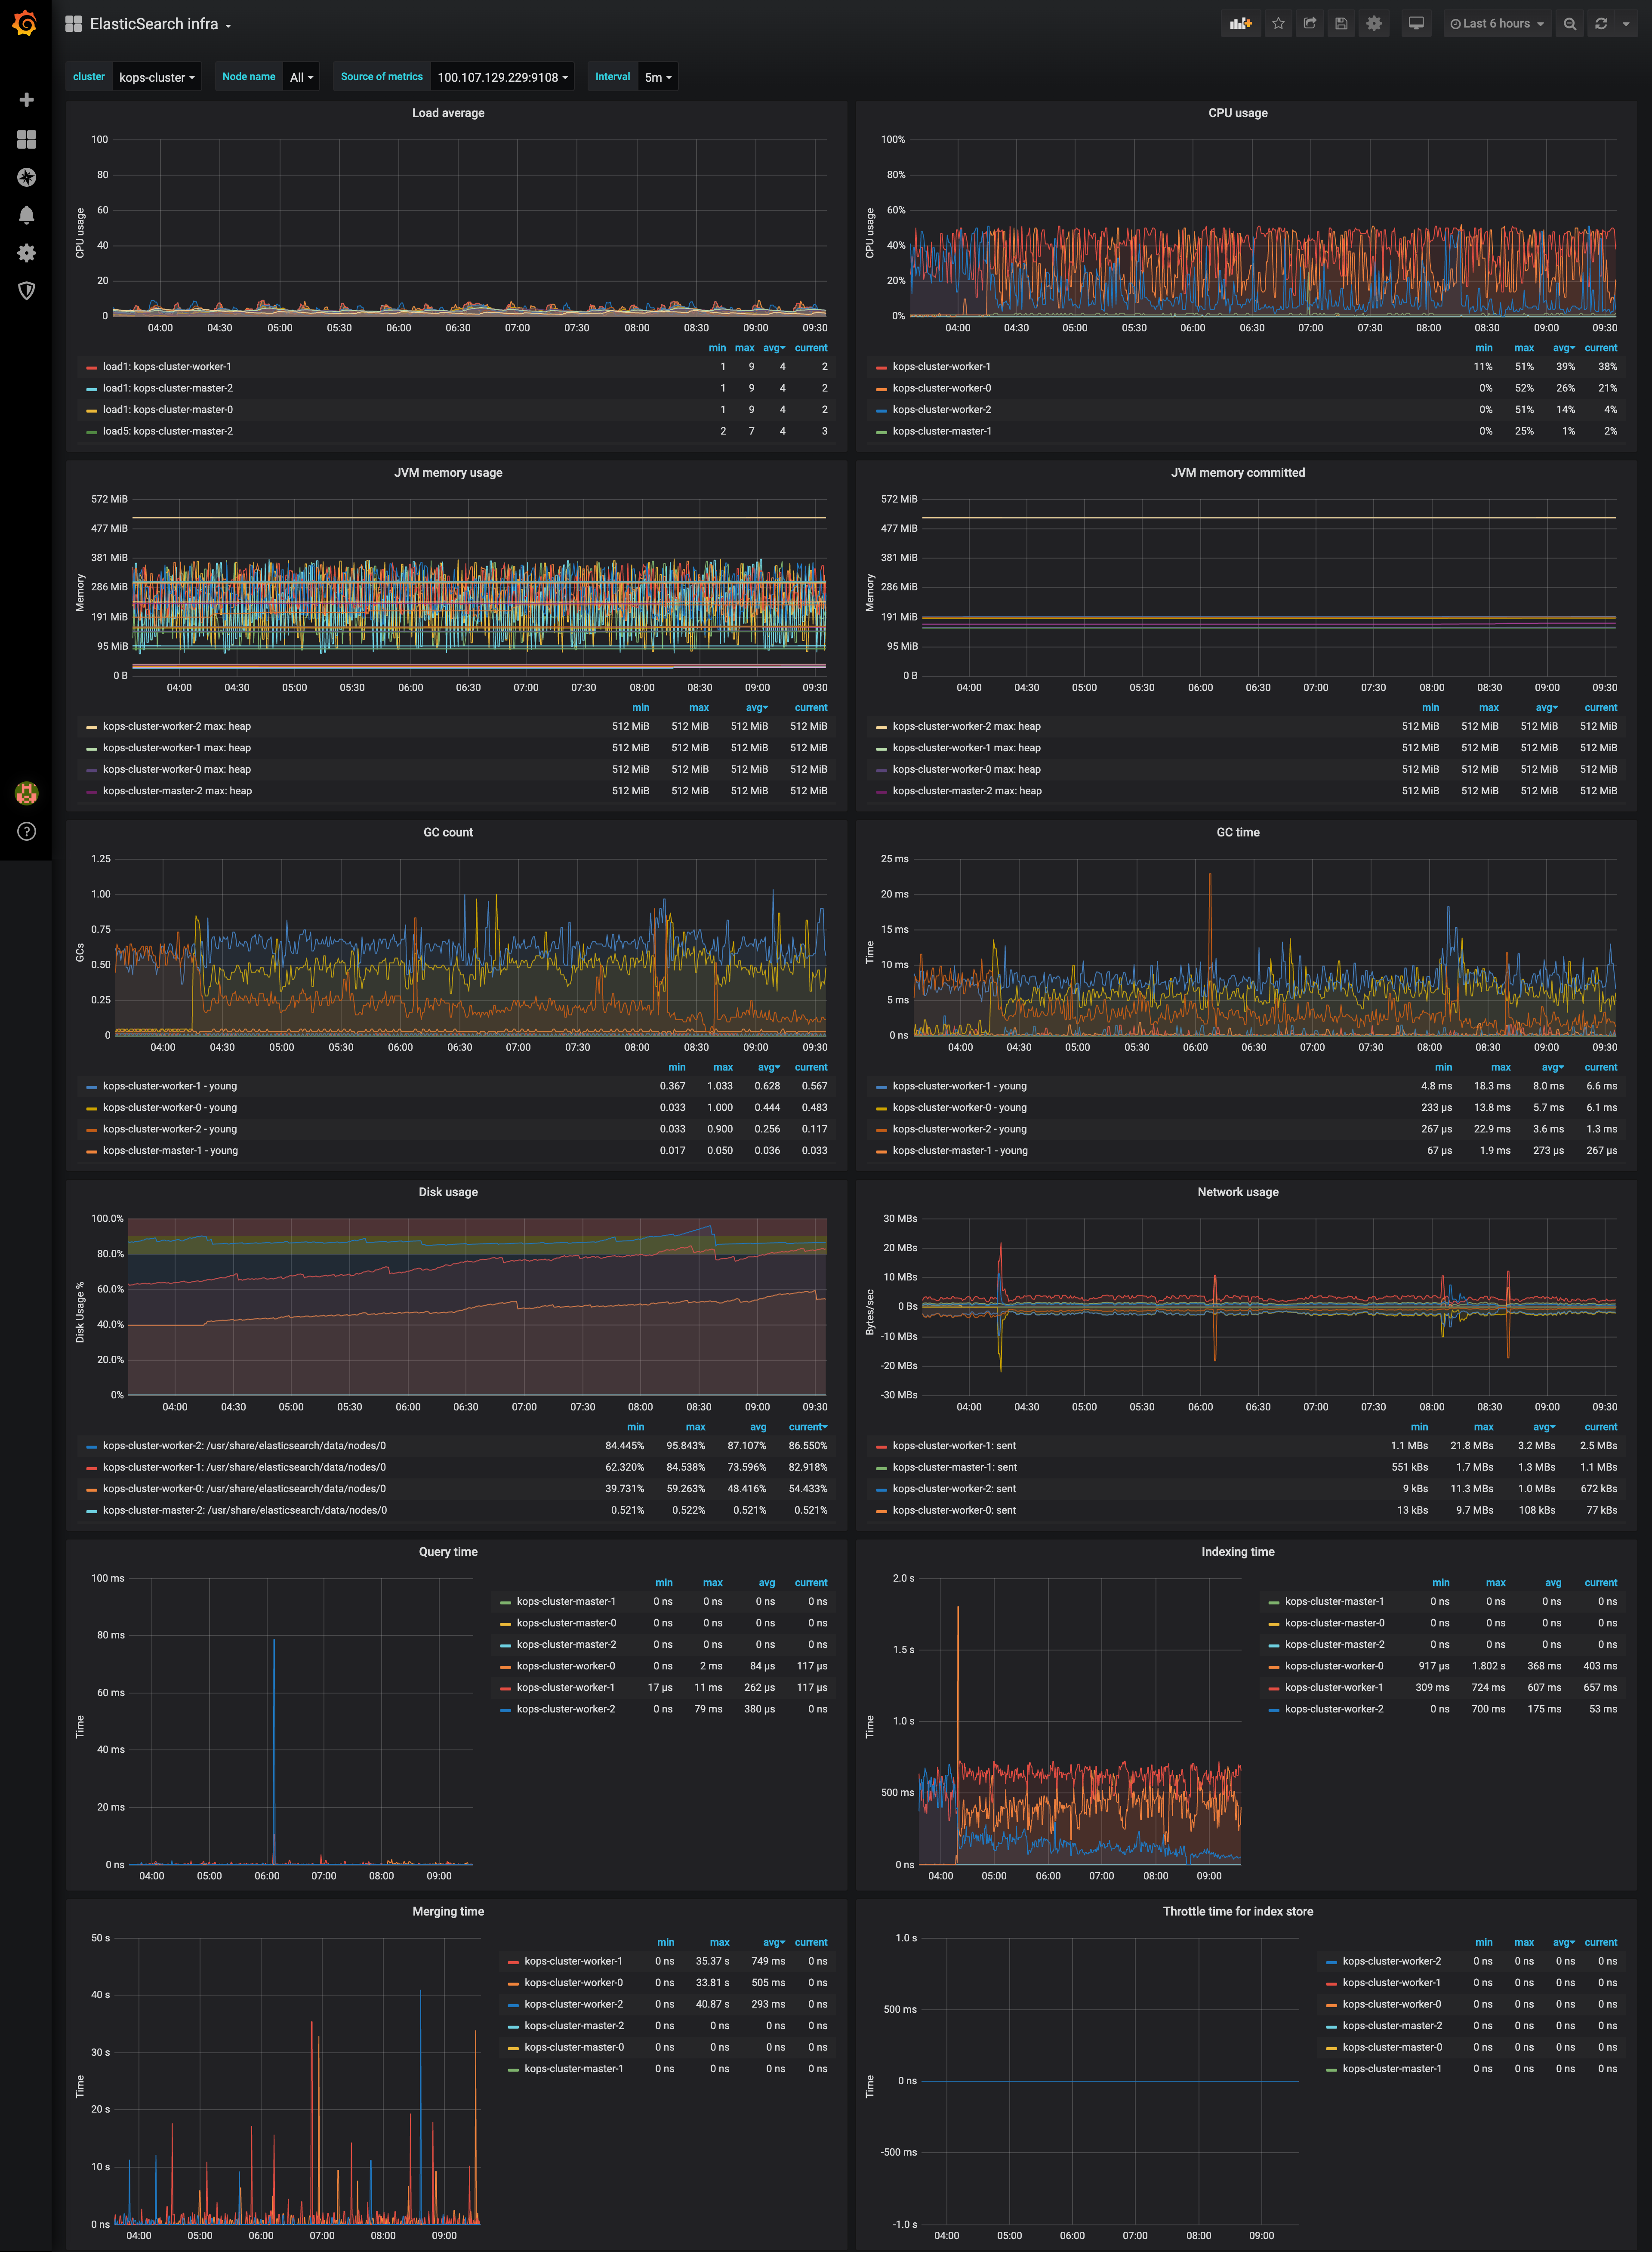 ElasticSearch infra
Last 6 hours
cluster kops-cluster Node name All Source of metrics 100.107.129.229:9108 Interval 5m
Load average
CPU usage
100
80
60
40
20
0
04:00 04:30 05:00 05:30 06:00 06:30 07:00 07:30 08:00 08:30 09:00 09:30
min max avg current
load1: kops-cluster-worker-1 1 9 4 2
load1: kops-cluster-master-2 1 9 4 2
load1: kops-cluster-master-0 1 9 4 2
load5: kops-cluster-master-2 2 7 4 3
CPU usage
CPU usage
100%
80%
60%
40%
20%
0%
04:00 04:30 05:00 05:30 06:00 06:30 07:00 07:30 08:00 08:30 09:00 09:30
min max avg current
kops-cluster-worker-1 11% 51% 39% 38%
kops-cluster-worker-0 0% 52% 26% 21%
kops-cluster-worker-2 0% 51% 14% 4%
kops-cluster-master-1 0% 25% 1% 2%
JVM memory usage
Memory
572 MiB
477 MiB
381 MiB
286 MiB
191 MiB
95 MiB
0 B
04:00 04:30 05:00 05:30 06:00 06:30 07:00 07:30 08:00 08:30 09:00 09:30
min max avg current
kops-cluster-worker-2 max: heap 512 MiB 512 MiB 512 MiB 512 MiB
kops-cluster-worker-1 max: heap 512 MiB 512 MiB 512 MiB 512 MiB
kops-cluster-worker-0 max: heap 512 MiB 512 MiB 512 MiB 512 MiB
kops-cluster-master-2 max: heap 512 MiB 512 MiB 512 MiB 512 MiB
JVM memory committed
Memory
572 MiB
477 MiB
381 MiB
286 MiB
191 MiB
95 MiB
0 B
04:00 04:30 05:00 05:30 06:00 06:30 07:00 07:30 08:00 08:30 09:00 09:30
min max avg current
kops-cluster-worker-2 max: heap 512 MiB 512 MiB 512 MiB 512 MiB
kops-cluster-worker-1 max: heap 512 MiB 512 MiB 512 MiB 512 MiB
kops-cluster-worker-0 max: heap 512 MiB 512 MiB 512 MiB 512 MiB
kops-cluster-master-2 max: heap 512 MiB 512 MiB 512 MiB 512 MiB
GC count
GCs
1.25
1.00
0.75
0.50
0.25
0
04:00 04:30 05:00 05:30 06:00 06:30 07:00 07:30 08:00 08:30 09:00 09:30
min max avg current
kops-cluster-worker-1 - young 0.367 1.033 0.628 0.567
kops-cluster-worker-0 - young 0.033 1.000 0.444 0.483
kops-cluster-worker-2 - young 0.033 0.900 0.256 0.117
kops-cluster-master-1 - young 0.017 0.050 0.036 0.033
GC time
Time
25 ms
20 ms
15 ms
10 ms
5 ms
0 ns
04:00 04:30 05:00 05:30 06:00 06:30 07:00 07:30 08:00 08:30 09:00 09:30
min max avg current
kops-cluster-worker-1 - young 4.8 ms 18.3 ms 8.0 ms 6.6 ms
kops-cluster-worker-0 - young 233 µs 13.8 ms 5.7 ms 6.1 ms
kops-cluster-worker-2 - young 267 µs 22.9 ms 3.6 ms 1.3 ms
kops-cluster-master-1 - young 67 µs 1.9 ms 273 µs 267 µs
Disk usage
Disk Usage %
100.0%
80.0%
60.0%
40.0%
20.0%
0%
04:00 04:30 05:00 05:30 06:00 06:30 07:00 07:30 08:00 08:30 09:00 09:30
min max avg current
kops-cluster-worker-2: /usr/share/elasticsearch/data/nodes/0 84.445% 95.843% 87.107% 86.550%
kops-cluster-worker-1: /usr/share/elasticsearch/data/nodes/0 62.320% 84.538% 73.596% 82.918%
kops-cluster-worker-0: /usr/share/elasticsearch/data/nodes/0 39.731% 59.263% 48.416% 54.433%
kops-cluster-master-2: /usr/share/elasticsearch/data/nodes/0 0.521% 0.522% 0.521% 0.521%
Network usage
Bytes/sec
30 MBs
20 MBs
10 MBs
0 Bs
-10 MBs
-20 MBs
-30 MBs
04:00 04:30 05:00 05:30 06:00 06:30 07:00 07:30 08:00 08:30 09:00 09:30
min max avg current
kops-cluster-worker-1: sent 1.1 MBs 21.8 MBs 3.2 MBs 2.5 MBs
kops-cluster-master-1: sent 551 kBs 1.7 MBs 1.3 MBs 1.1 MBs
kops-cluster-worker-2: sent 9 kBs 11.3 MBs 1.0 MBs 672 kBs
kops-cluster-worker-0: sent 13 kBs 9.7 MBs 108 kBs 77 kBs
Query time
Time
100 ms
80 ms
60 ms
40 ms
20 ms
0 ns
04:00 05:00 06:00 07:00 08:00 09:00
min max avg current
kops-cluster-master-1 0 ns 0 ns 0 ns 0 ns
kops-cluster-master-0 0 ns 0 ns 0 ns 0 ns
kops-cluster-master-2 0 ns 0 ns 0 ns 0 ns
kops-cluster-worker-0 0 ns 2 ms 84 µs 117 µs
kops-cluster-worker-1 17 µs 11 ms 262 µs 117 µs
kops-cluster-worker-2 0 ns 79 ms 380 µs 0 ns
Indexing time
Time
2.0 s
1.5 s
1.0 s
500 ms
0 ns
04:00 05:00 06:00 07:00 08:00 09:00
min max avg current
kops-cluster-master-1 0 ns 0 ns 0 ns 0 ns
kops-cluster-master-0 0 ns 0 ns 0 ns 0 ns
kops-cluster-master-2 0 ns 0 ns 0 ns 0 ns
kops-cluster-worker-0 917 µs 1.802 s 368 ms 403 ms
kops-cluster-worker-1 309 ms 724 ms 607 ms 657 ms
kops-cluster-worker-2 0 ns 700 ms 175 ms 53 ms
Merging time
Time
50 s
40 s
30 s
20 s
10 s
0 ns
04:00 05:00 06:00 07:00 08:00 09:00
min max avg current
kops-cluster-worker-1 0 ns 35.37 s 749 ms 0 ns
kops-cluster-worker-0 0 ns 33.81 s 505 ms 0 ns
kops-cluster-worker-2 0 ns 40.87 s 293 ms 0 ns
kops-cluster-master-2 0 ns 0 ns 0 ns 0 ns
kops-cluster-master-0 0 ns 0 ns 0 ns 0 ns
kops-cluster-master-1 0 ns 0 ns 0 ns 0 ns
Throttle time for index store
Time
1.0 s
500 ms
0 ns
-500 ms
-1.0 s
04:00 05:00 06:00 07:00 08:00 09:00
min max avg current
kops-cluster-worker-2 0 ns 0 ns 0 ns 0 ns
kops-cluster-worker-1 0 ns 0 ns 0 ns 0 ns
kops-cluster-worker-0 0 ns 0 ns 0 ns 0 ns
kops-cluster-master-2 0 ns 0 ns 0 ns 0 ns
kops-cluster-master-0 0 ns 0 ns 0 ns 0 ns
kops-cluster-master-1 0 ns 0 ns 0 ns 0 ns